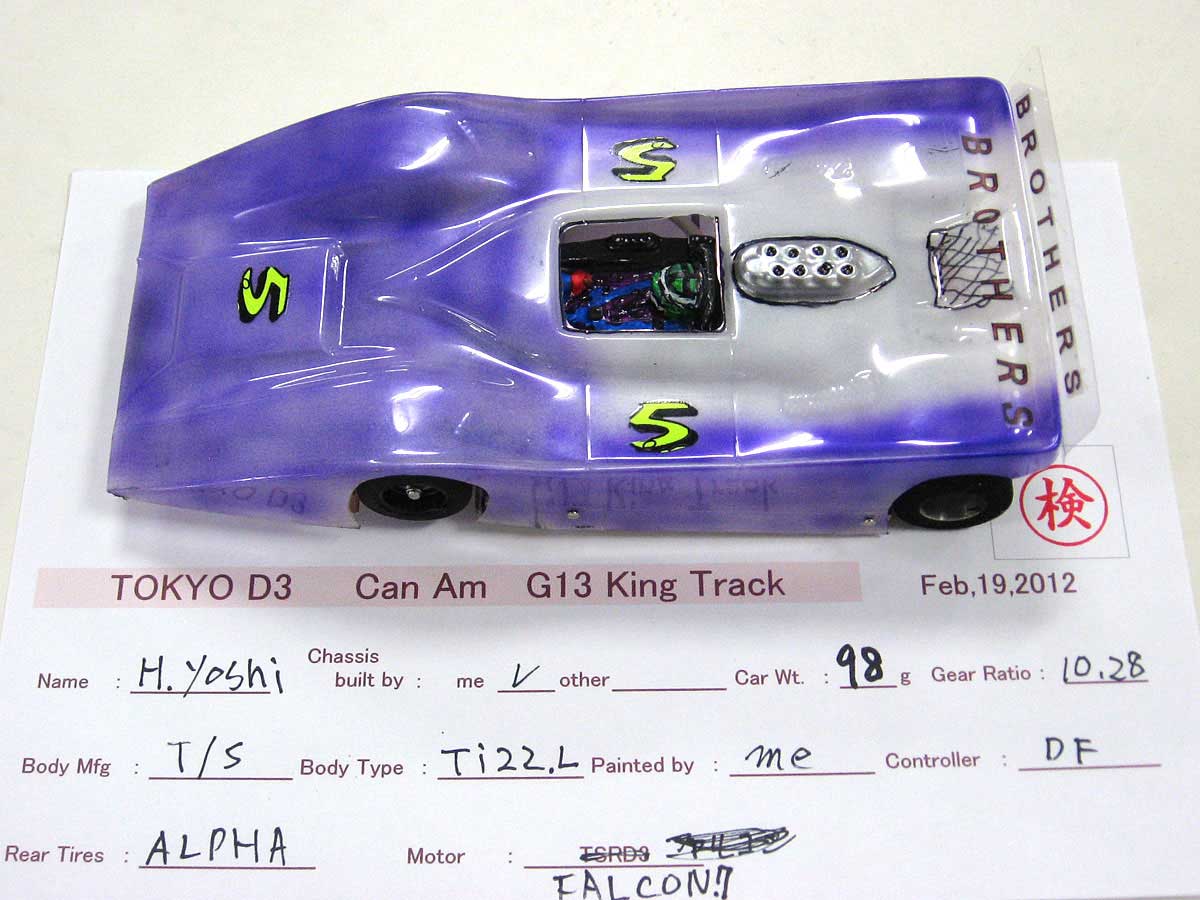 5
5
5
BROTHERS
BROTHERS
検
TOKYO D3 Can Am G13 King Track Feb,19,2012
Name : H.Yoshi Chassis built by : me V other Car Wt. : 98 g Gear Ratio : 10.28
Body Mfg : T/S Body Type : Ti22.L Painted by : me Controller : DF
Rear Tires : ALPHA Motor : TSRD3
FALCON.7